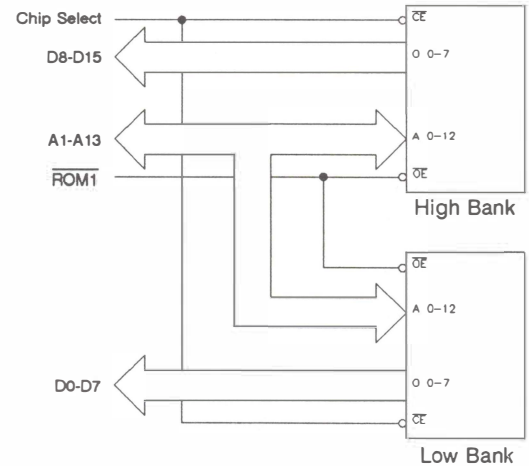 Chip Select
CE
D8-D15
O 0-7
A1-A13
A 0-12
ROM1
OE
High Bank
OE
A 0-12
D0-D7
O 0-7
CE
Low Bank